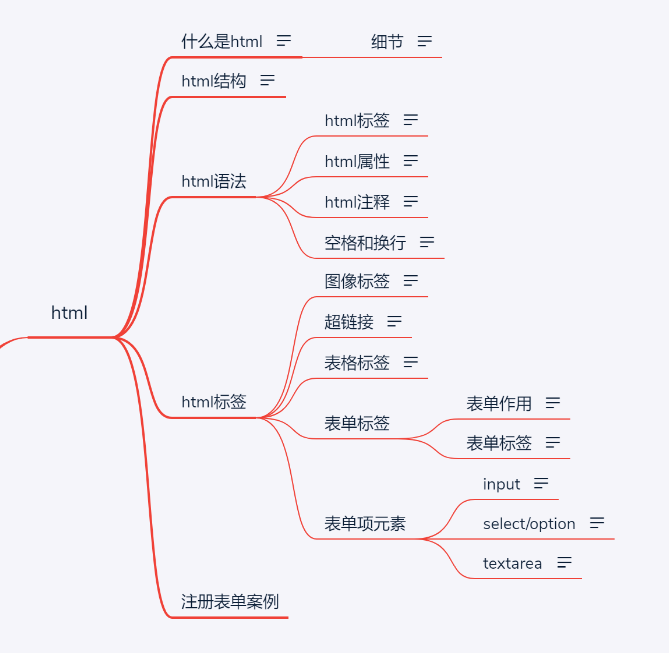 什么是html
细节
html结构
html标签
html属性
html语法
html注释
空格和换行
图像标签
html
超链接
表格标签
html标签
表单作用
表单标签
表单标签
input
表单项元素
select/option
textarea
注册表单案例